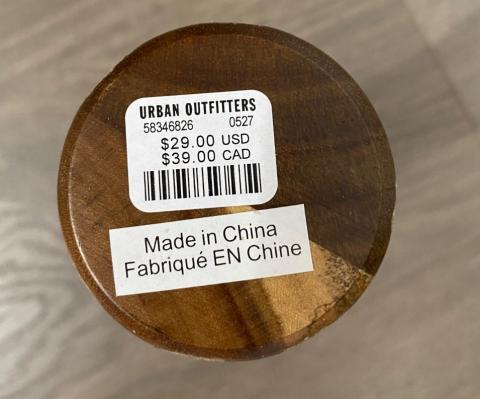 URBAN OUTFITTERS
58346826 0527
$29.00 USD
$39.00 CAD
Made in China
Fabriqué EN Chine